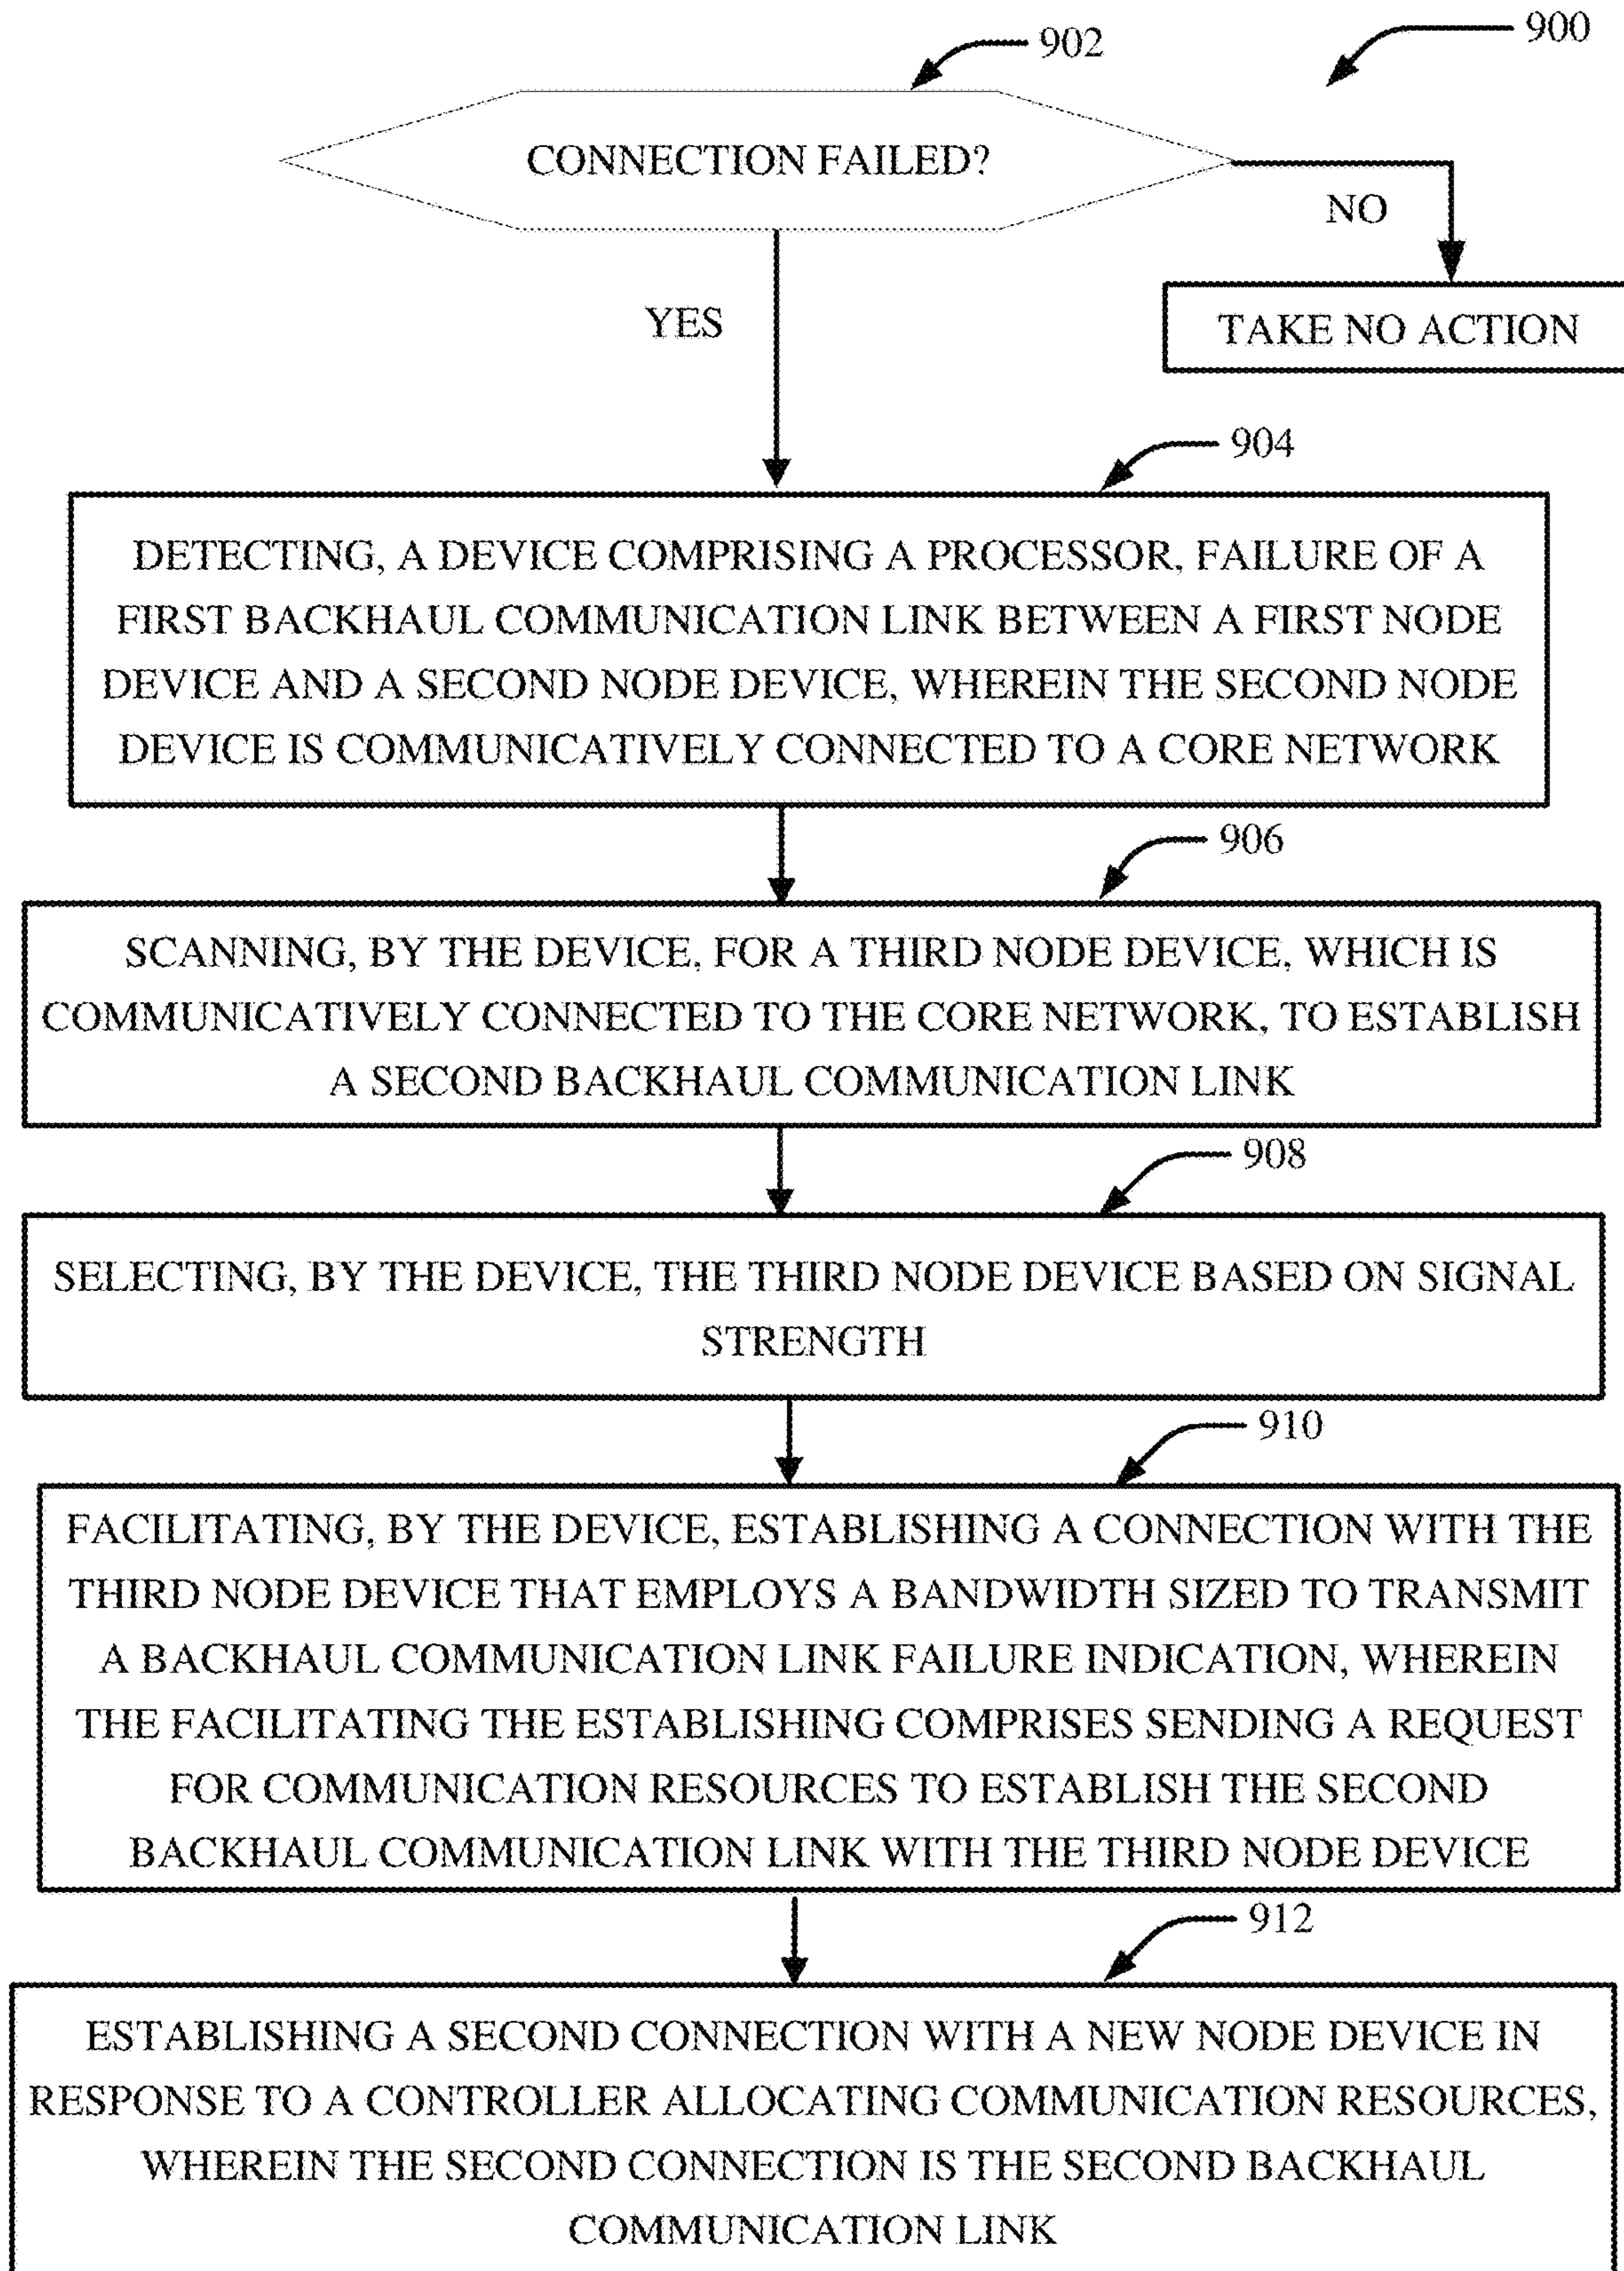 902
900
CONNECTION FAILED?
NO
YES
TAKE NO ACTION
904
DETECTING, A DEVICE COMPRISING A PROCESSOR, FAILURE OF A
FIRST BACKHAUL COMMUNICATION LINK BETWEEN A FIRST NODE
DEVICE AND A SECOND NODE DEVICE, WHEREIN THE SECOND NODE
DEVICE IS COMMUNICATIVELY CONNECTED TO A CORE NETWORK
906
SCANNING, BY THE DEVICE, FOR A THIRD NODE DEVICE, WHICH IS
COMMUNICATIVELY CONNECTED TO THE CORE NETWORK, TO ESTABLISH
A SECOND BACKHAUL COMMUNICATION LINK
908
SELECTING, BY THE DEVICE, THE THIRD NODE DEVICE BASED ON SIGNAL
STRENGTH
910
FACILITATING, BY THE DEVICE, ESTABLISHING A CONNECTION WITH THE
THIRD NODE DEVICE THAT EMPLOYS A BANDWIDTH SIZED TO TRANSMIT
A BACKHAUL COMMUNICATION LINK FAILURE INDICATION, WHEREIN
THE FACILITATING THE ESTABLISHING COMPRISES SENDING A REQUEST
FOR COMMUNICATION RESOURCES TO ESTABLISH THE SECOND
BACKHAUL COMMUNICATION LINK WITH THE THIRD NODE DEVICE
912
ESTABLISHING A SECOND CONNECTION WITH A NEW NODE DEVICE IN
RESPONSE TO A CONTROLLER ALLOCATING COMMUNICATION RESOURCES,
WHEREIN THE SECOND CONNECTION IS THE SECOND BACKHAUL
COMMUNICATION LINK